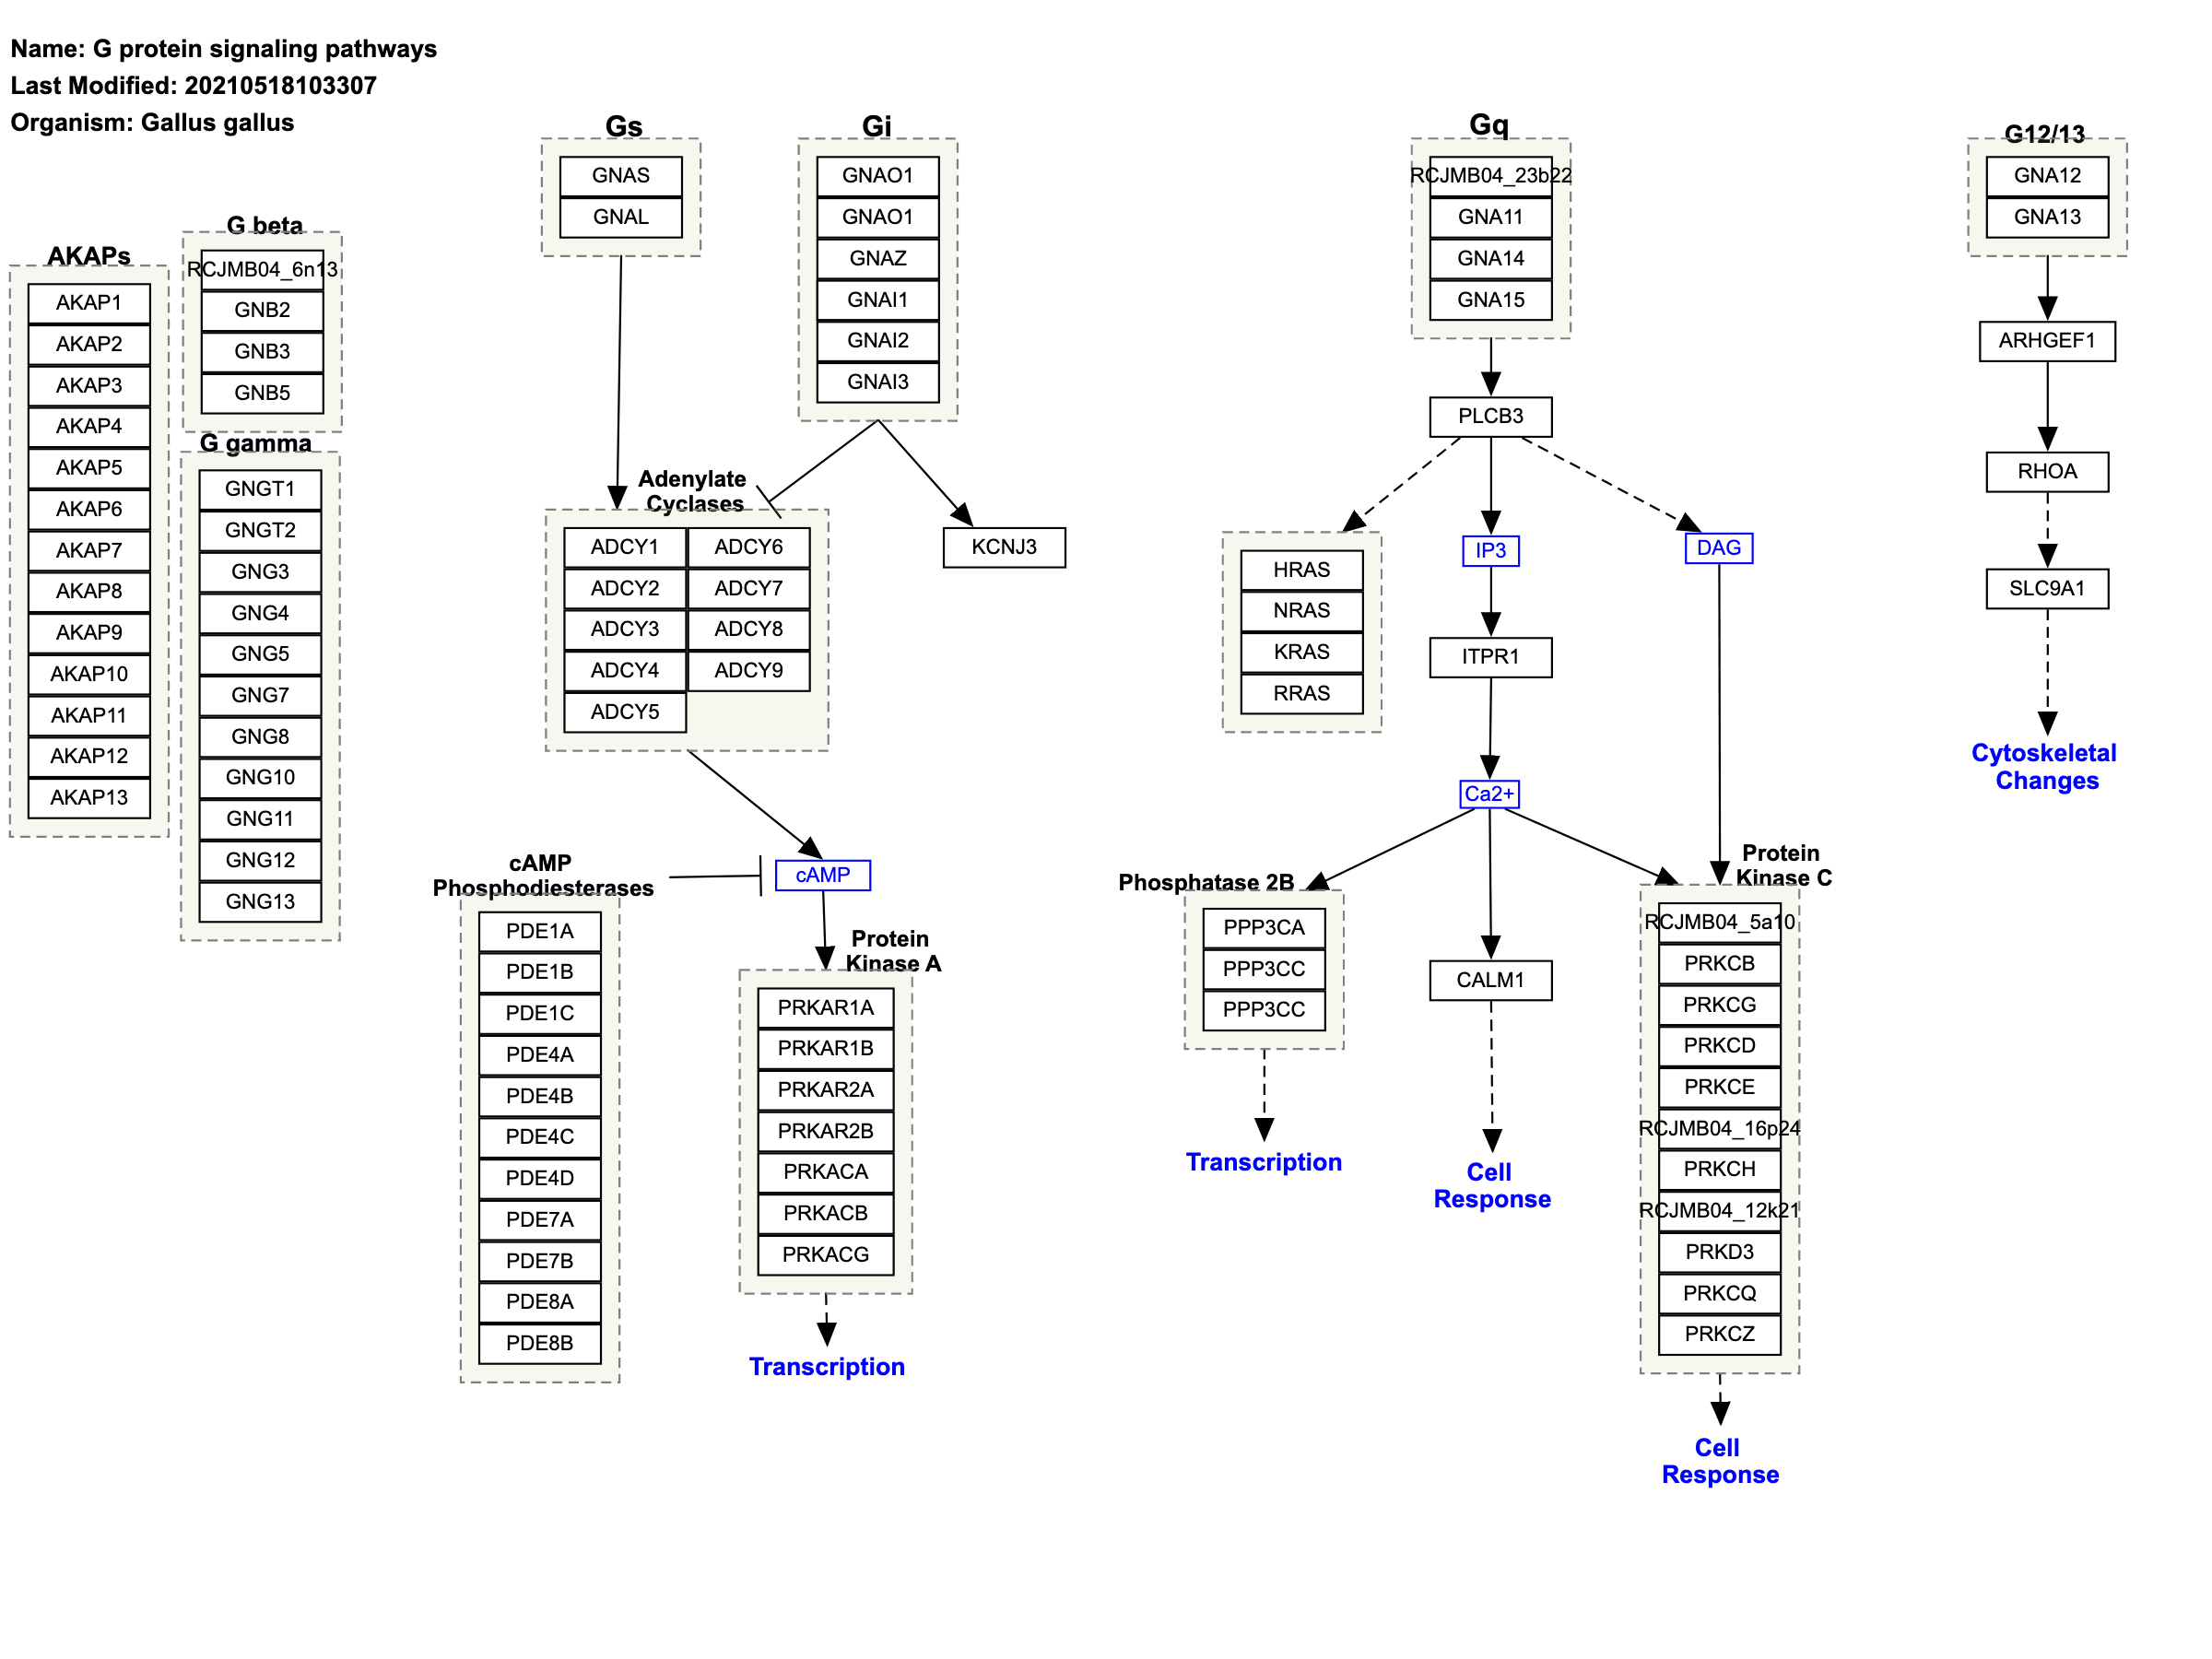 Name: G protein signaling pathways
Last Modified: 20210518103307
Organism: Gallus gallus
AKAPs
AKAP1
AKAP2
AKAP3
AKAP4
AKAP5
AKAP6
AKAP7
AKAP8
AKAP9
AKAP10
AKAP11
AKAP12
AKAP13
G beta
RCJMB04_6n13
GNB2
GNB3
GNB5
G gamma
GNGT1
GNGT2
GNG3
GNG4
GNG5
GNG7
GNG8
GNG10
GNG11
GNG12
GNG13
Gs
GNAS
GNAL
Gi
GNAO1
GNAO1
GNAZ
GNAI1
GNAI2
GNAI3
Adenylate
Cyclases
ADCY1
ADCY2
ADCY3
ADCY4
ADCY5
ADCY6
ADCY7
ADCY8
ADCY9
KCNJ3
cAMP
Phosphodiesterases
PDE1A
PDE1B
PDE1C
PDE4A
PDE4B
PDE4C
PDE4D
PDE7A
PDE7B
PDE8A
PDE8B
cAMP
Protein
Kinase A
PRKAR1A
PRKAR1B
PRKAR2A
PRKAR2B
PRKACA
PRKACB
PRKACG
Transcription
Gq
RCJMB04_23b22
GNA11
GNA14
GNA15
PLCB3
HRAS
NRAS
KRAS
RRAS
IP3
DAG
ITPR1
Ca2+
Phosphatase 2B
PPP3CA
PPP3CC
PPP3CC
Transcription
CALM1
Cell
Response
Protein
Kinase C
RCJMB04_5a10
PRKCB
PRKCG
PRKCD
PRKCE
RCJMB04_16p24
PRKCH
RCJMB04_12k21
PRKD3
PRKCQ
PRKCZ
Cell
Response
G12/13
GNA12
GNA13
ARHGEF1
RHOA
SLC9A1
Cytoskeletal
Changes